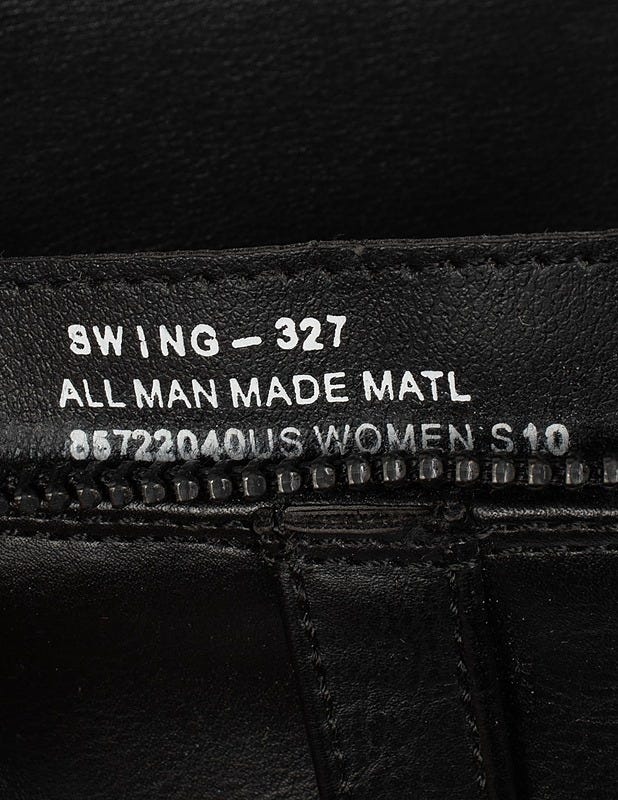 SWING - 327
ALL MAN MADE MATL
85722040US WOMEN'S10